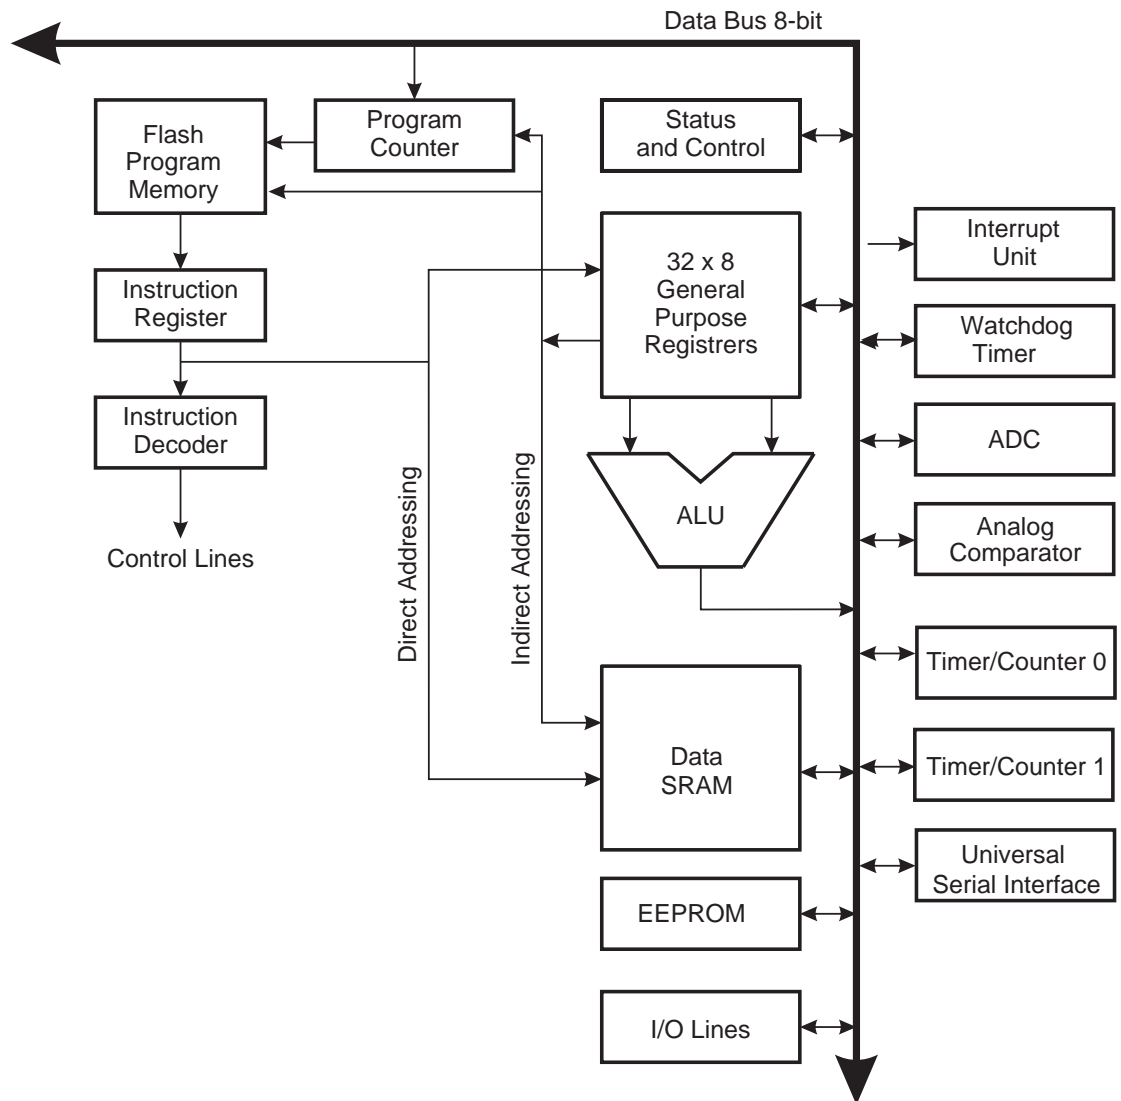 Data Bus 8-bit
Flash
Program
Memory
Program
Counter
Status
and Control
Interrupt
Unit
32 x 8
General
Purpose
Registrers
Instruction
Register
Watchdog
Timer
Instruction
Decoder
ADC
ALU
Analog
Comparator
Control Lines
Direct Addressing
Indirect Addressing
Timer/Counter 0
Data
SRAM
Timer/Counter 1
Universal
Serial Interface
EEPROM
I/O Lines